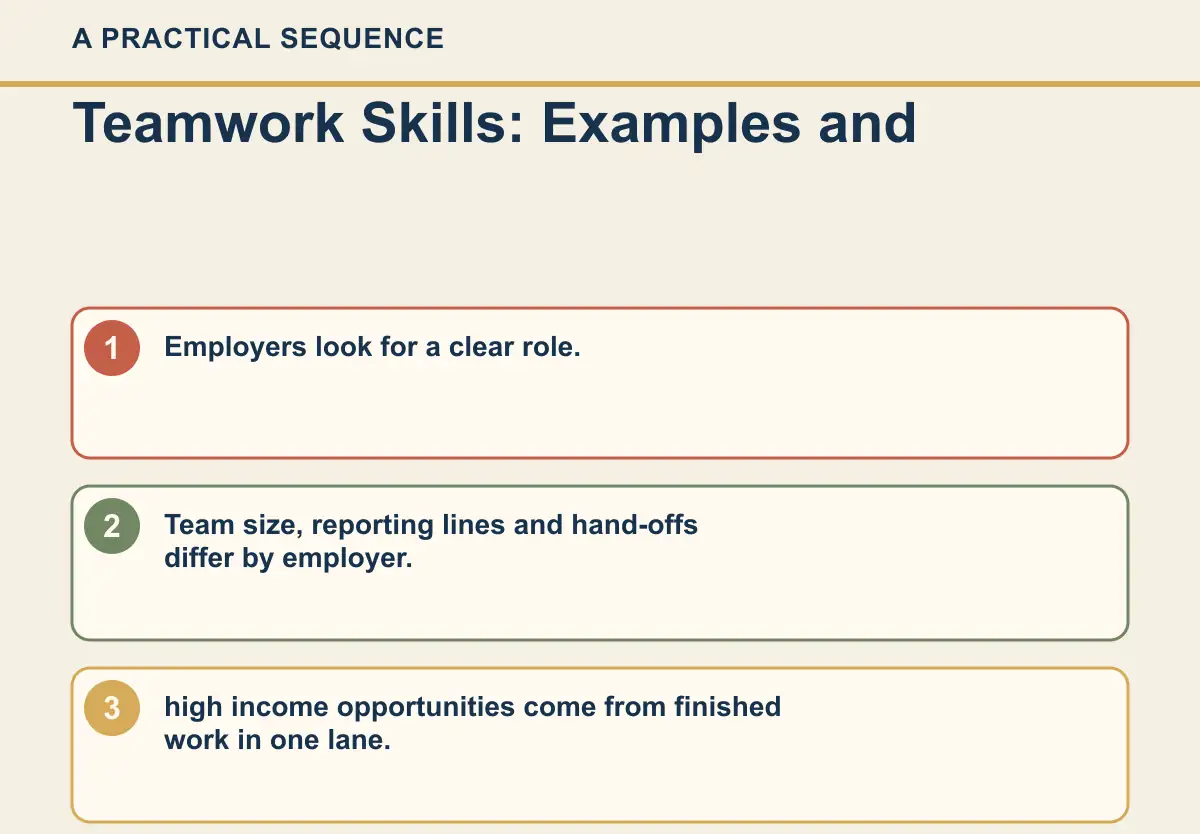 A PRACTICAL SEQUENCE
Teamwork Skills: Examples and
1
Employers look for a clear role.
2
Team size, reporting lines and hand-offs
differ by employer.
3
high income opportunities come from finished
work in one lane.